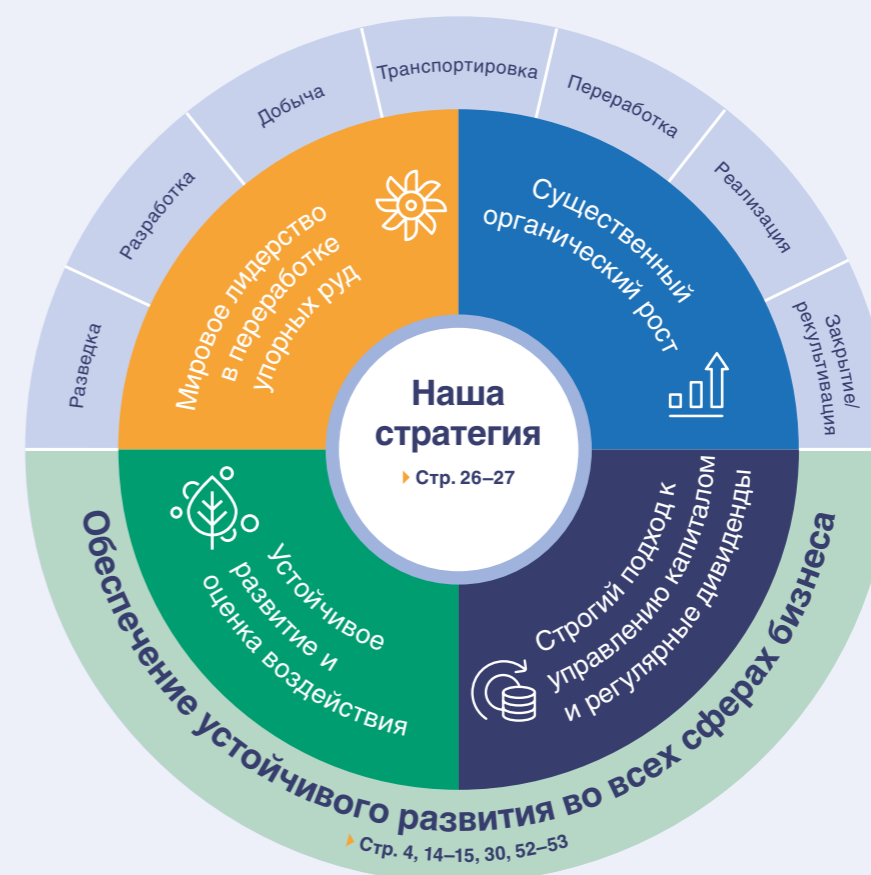 Разведка
Разработка
Добыча
Транспортировка
Переработка
Реализация
Закрытие/
рекультивация
Мировое лидерство
в переработке
упорных руд
Существенный
органический рост
Наша
стратегия
Стр. 26–27
Устойчивое
развитие и
оценка воздействия
Строгий подход к
управлению капиталом
и регулярные дивиденды
Обеспечение устойчивого развития во всех сферах бизнеса
Стр. 4, 14–15, 30, 52–53